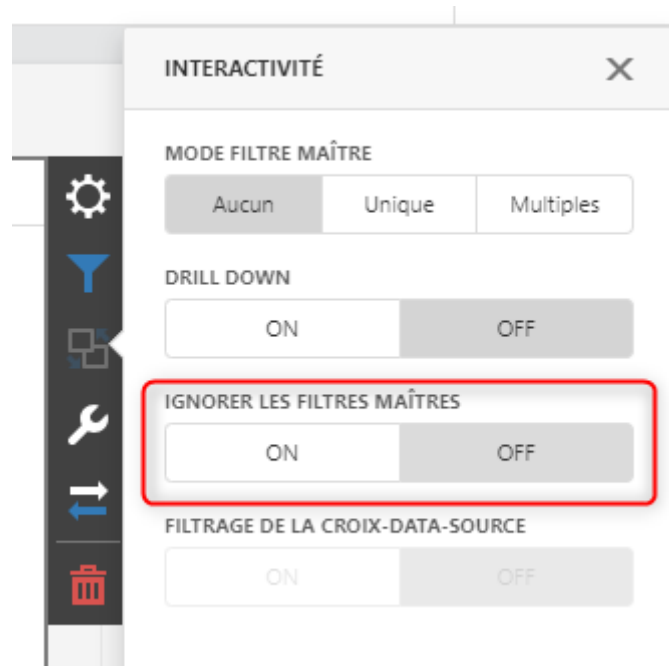 INTERACTIVITÉ
MODE FILTRE MAÎTRE
Aucun Unique Multiples
DRILL DOWN
ON OFF
IGNORER LES FILTRES MAÎTRES
ON OFF
FILTRAGE DE LA CROIX-DATA-SOURCE
ON OFF